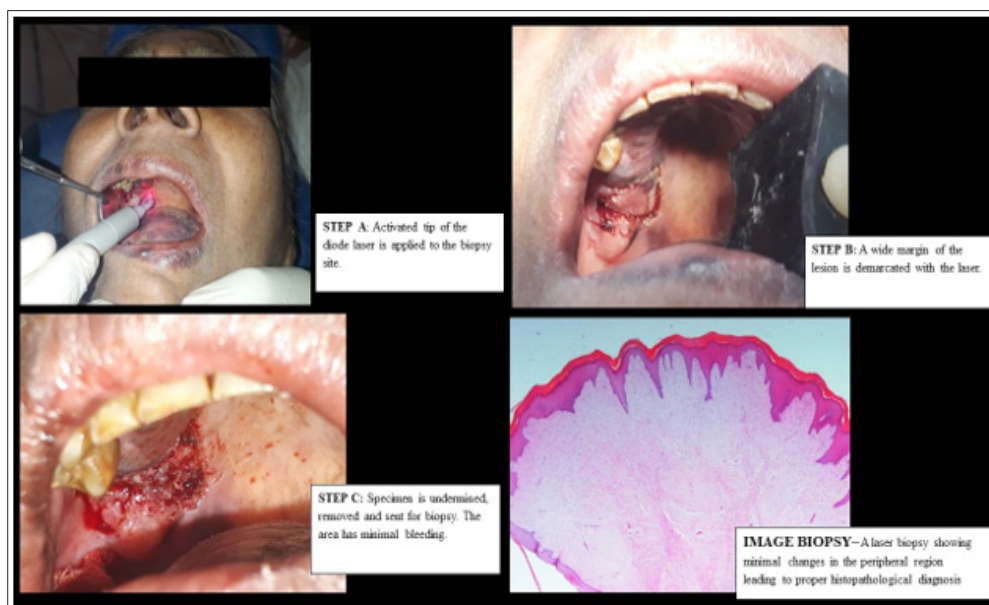 STEP A: Activated tip of the
diode laser is applied to the biopsy
site.
STEP B: A wide margin of the
lesion is demarcated with the laser.
STEP C: Specimen is undermined,
removed and sent for biopsy. The
area has minimal bleeding.
IMAGE BIOPSY–A laser biopsy showing
minimal changes in the peripheral region
leading to proper histopathological diagnosis